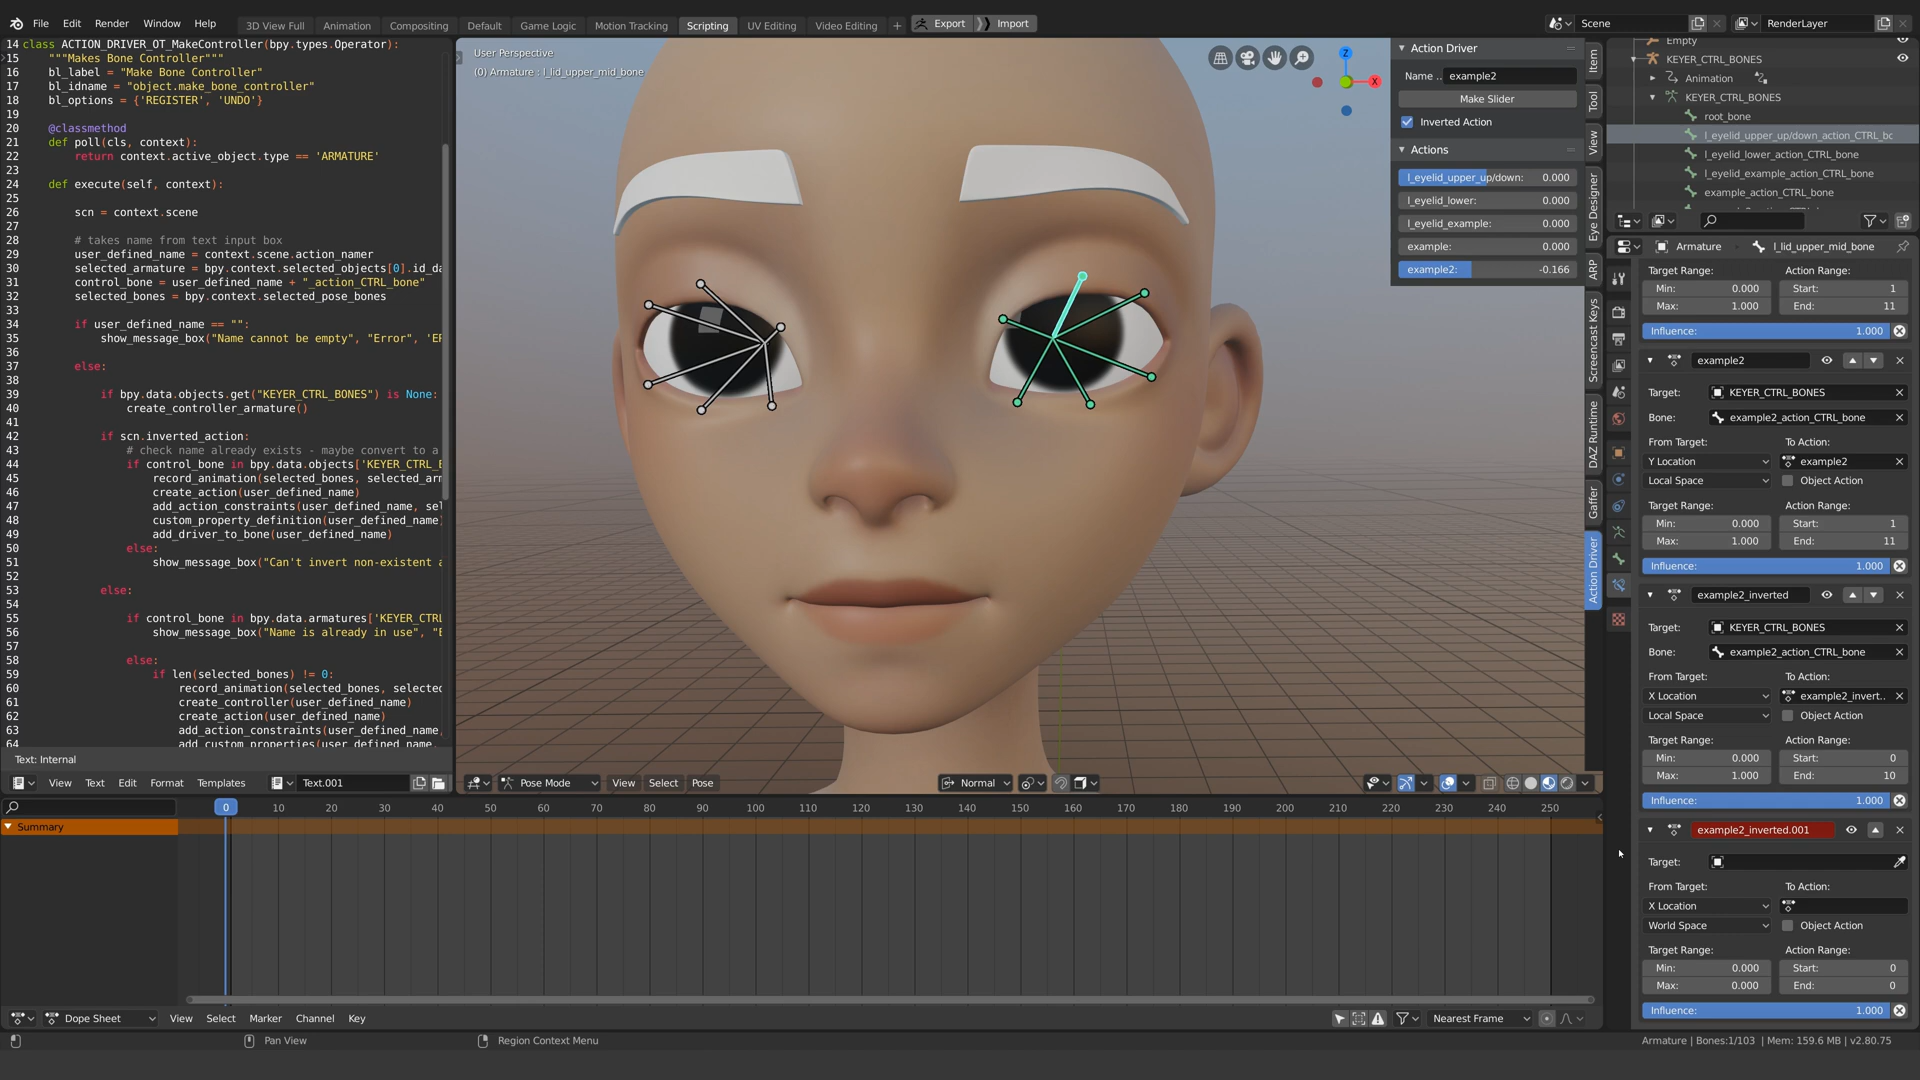 File Edit Render Window Help
3D View Full Animation Compositing Default Game Logic Motion Tracking Scripting UV Editing Video Editing + Export Import
Scene
RenderLayer
14 class ACTION_DRIVER_OT_MakeController(bpy.types.Operator):
15 """Makes Bone Controller"""
16 bl_label = "Make Bone Controller"
17 bl_idname = "object.make_bone_controller"
18 bl_options = {'REGISTER', 'UNDO'}
19
20 @classmethod
21 def poll(cls, context):
22 return context.active_object.type == 'ARMATURE'
23
24 def execute(self, context):
25
26 scn = context.scene
27
28 # takes name from text input box
29 user_defined_name = context.scene.action_namer
30 selected_armature = bpy.context.selected_objects[0].id_da
31 control_bone = user_defined_name + "_action_CTRL_bone"
32 selected_bones = bpy.context.selected_pose_bones
33
34 if user_defined_name == "":
35 show_message_box("Name cannot be empty", "Error", 'ER
36
37 else:
38
39 if bpy.data.objects.get("KEYER_CTRL_BONES") is None:
40 create_controller_armature()
41
42 if scn.inverted_action:
43 # check name already exists - maybe convert to a
44 if control_bone in bpy.data.objects['KEYER_CTRL_B
45 record_animation(selected_bones, selected_arm
46 create_action(user_defined_name)
47 add_action_constraints(user_defined_name, sel
48 custom_property_definition(user_defined_name)
49 add_driver_to_bone(user_defined_name)
50 else:
51 show_message_box("Can't invert non-existent a
52
53 else:
54
55 if control_bone in bpy.data.armatures['KEYER_CTRL
56 show_message_box("Name is already in use", "E
57
58 else:
59 if len(selected_bones) != 0:
60 record_animation(selected_bones, selected
61 create_controller(user_defined_name)
62 create_action(user_defined_name)
63 add_action_constraints(user_defined_name,
64 add_custom_properties(user_defined_name,
Text: Internal
View Text Edit Format Templates Text.001
User Perspective
(0) Armature : l_lid_upper_mid_bone
Z
X
Action Driver
Name .. example2
Make Slider
Inverted Action
Actions
l_eyelid_upper_up/down: 0.000
l_eyelid_lower: 0.000
l_eyelid_example: 0.000
example: 0.000
example2: -0.166
Item
Tool
View
Eye Designer
ARP
Screencast Keys
DAZ Runtime
Gaffer
Action Driver
Pose Mode View Select Pose Normal
Empty
KEYER_CTRL_BONES
Animation
KEYER_CTRL_BONES
root_bone
l_eyelid_upper_up/down_action_CTRL_bc
l_eyelid_lower_action_CTRL_bone
l_eyelid_example_action_CTRL_bone
example_action_CTRL_bone
Armature l_lid_upper_mid_bone
Target Range: Action Range:
Min: 0.000 Start: 1
Max: 1.000 End: 11
Influence: 1.000
example2
Target: KEYER_CTRL_BONES
Bone: example2_action_CTRL_bone
From Target: To Action:
Y Location example2
Local Space Object Action
Target Range: Action Range:
Min: 0.000 Start: 1
Max: 1.000 End: 11
Influence: 1.000
example2_inverted
Target: KEYER_CTRL_BONES
Bone: example2_action_CTRL_bone
From Target: To Action:
X Location example2_invert..
Local Space Object Action
Target Range: Action Range:
Min: 0.000 Start: 0
Max: 1.000 End: 10
Influence: 1.000
example2_inverted.001
Target:
From Target: To Action:
X Location
World Space Object Action
Target Range: Action Range:
Min: 0.000 Start: 0
Max: 0.000 End: 0
Influence: 1.000
0 10 20 30 40 50 60 70 80 90 100 110 120 130 140 150 160 170 180 190 200 210 220 230 240 250
Summary
Dope Sheet View Select Marker Channel Key Nearest Frame
Pan View Region Context Menu
Armature | Bones:1/103 | Mem: 159.6 MB | v2.80.75